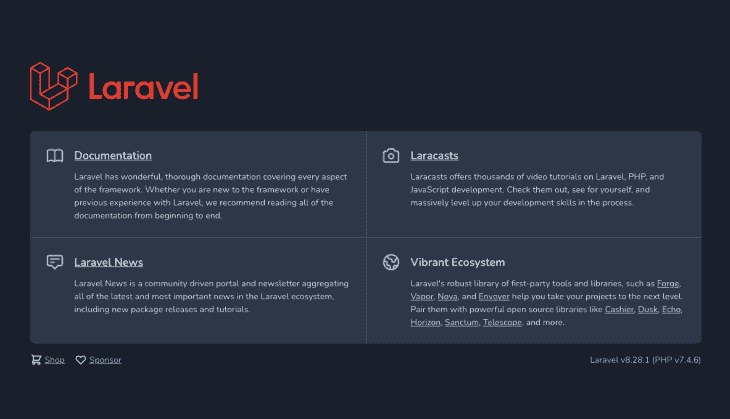 Laravel
Documentation
Laravel has wonderful, thorough documentation covering every aspect
of the framework. Whether you are new to the framework or have
previous experience with Laravel, we recommend reading all of the
documentation from beginning to end.
Laracasts
Laracasts offers thousands of video tutorials on Laravel, PHP, and
JavaScript development. Check them out, see for yourself, and
massively level up your development skills in the process.
Laravel News
Laravel News is a community driven portal and newsletter aggregating
all of the latest and most important news in the Laravel ecosystem,
including new package releases and tutorials.
Vibrant Ecosystem
Laravel's robust library of first-party tools and libraries, such as Forge,
Vapor, Nova, and Envoyer help you take your projects to the next level.
Pair them with powerful open source libraries like Cashier, Dusk, Echo,
Horizon, Sanctum, Telescope, and more.
Shop
Sponsor
Laravel v8.28.1 (PHP v7.4.6)